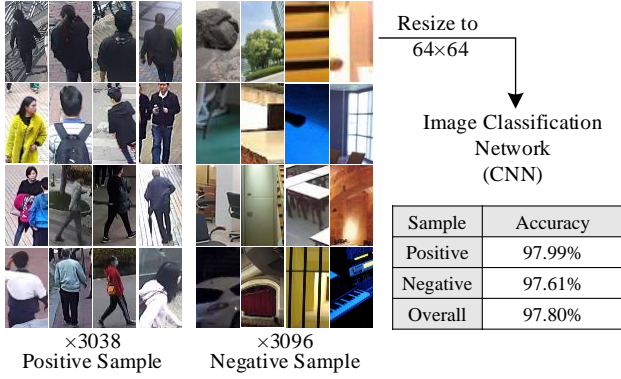 Resize to
64×64
Image Classification
Network
(CNN)
Sample Accuracy
Positive 97.99%
Negative 97.61%
Overall 97.80%
×3038
Positive Sample
×3096
Negative Sample